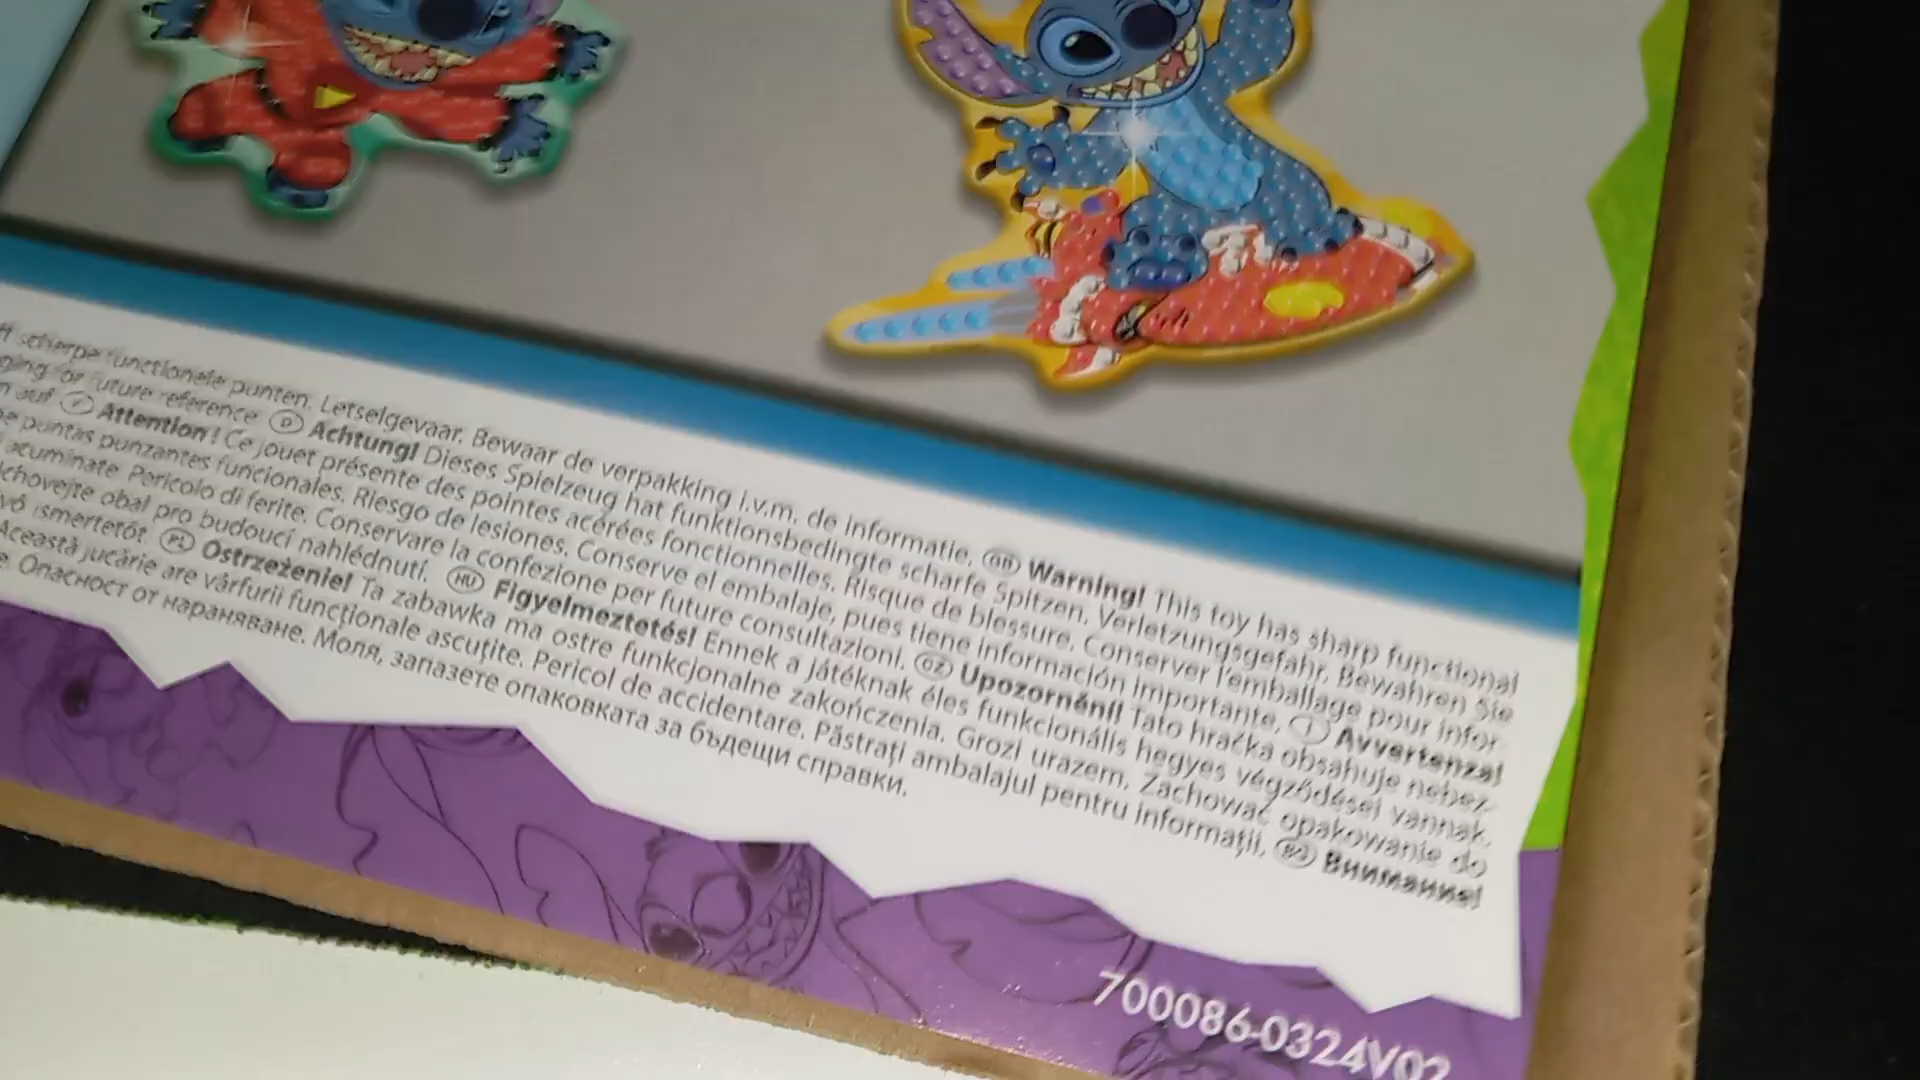 scherpe functionele punten. Letselgevaar. Bewaar de verpakking i.v.m. de informatie. GB Warning! This toy has sharp functional
for future reference D Achtung! Dieses Spielzeug hat funktionsbedingte scharfe Spitzen. Verletzungsgefahr. Bewahren Sie
auf F Attention! Ce jouet présente des pointes acérées fonctionnelles. Risque de blessure. Conserver l'emballage pour infor-
puntas punzantes funcionales. Riesgo de lesiones. Conserve el embalaje, pues tiene información importante. I Avvertenza!
acuminate. Pericolo di ferite. Conservare la confezione per future consultazioni. CZ Upozornění! Tato hračka obsahuje nebez-
obal pro budoucí nahlédnutí. HU Figyelmeztetés! Ennek a játéknak éles funkcionális hegyes végződései vannak.
ismertetőt. PL Ostrzeżenie! Ta zabawka ma ostre funkcjonalne zakończenia. Grozi urazem. Zachować opakowanie do
Această jucărie are vârfurii funcționale ascuțite. Pericol de accidentare. Păstrați ambalajul pentru informații. BG Внимание!
Опасност от нараняване. Моля, запазете опаковката за бъдещи справки.
700086-0324V02